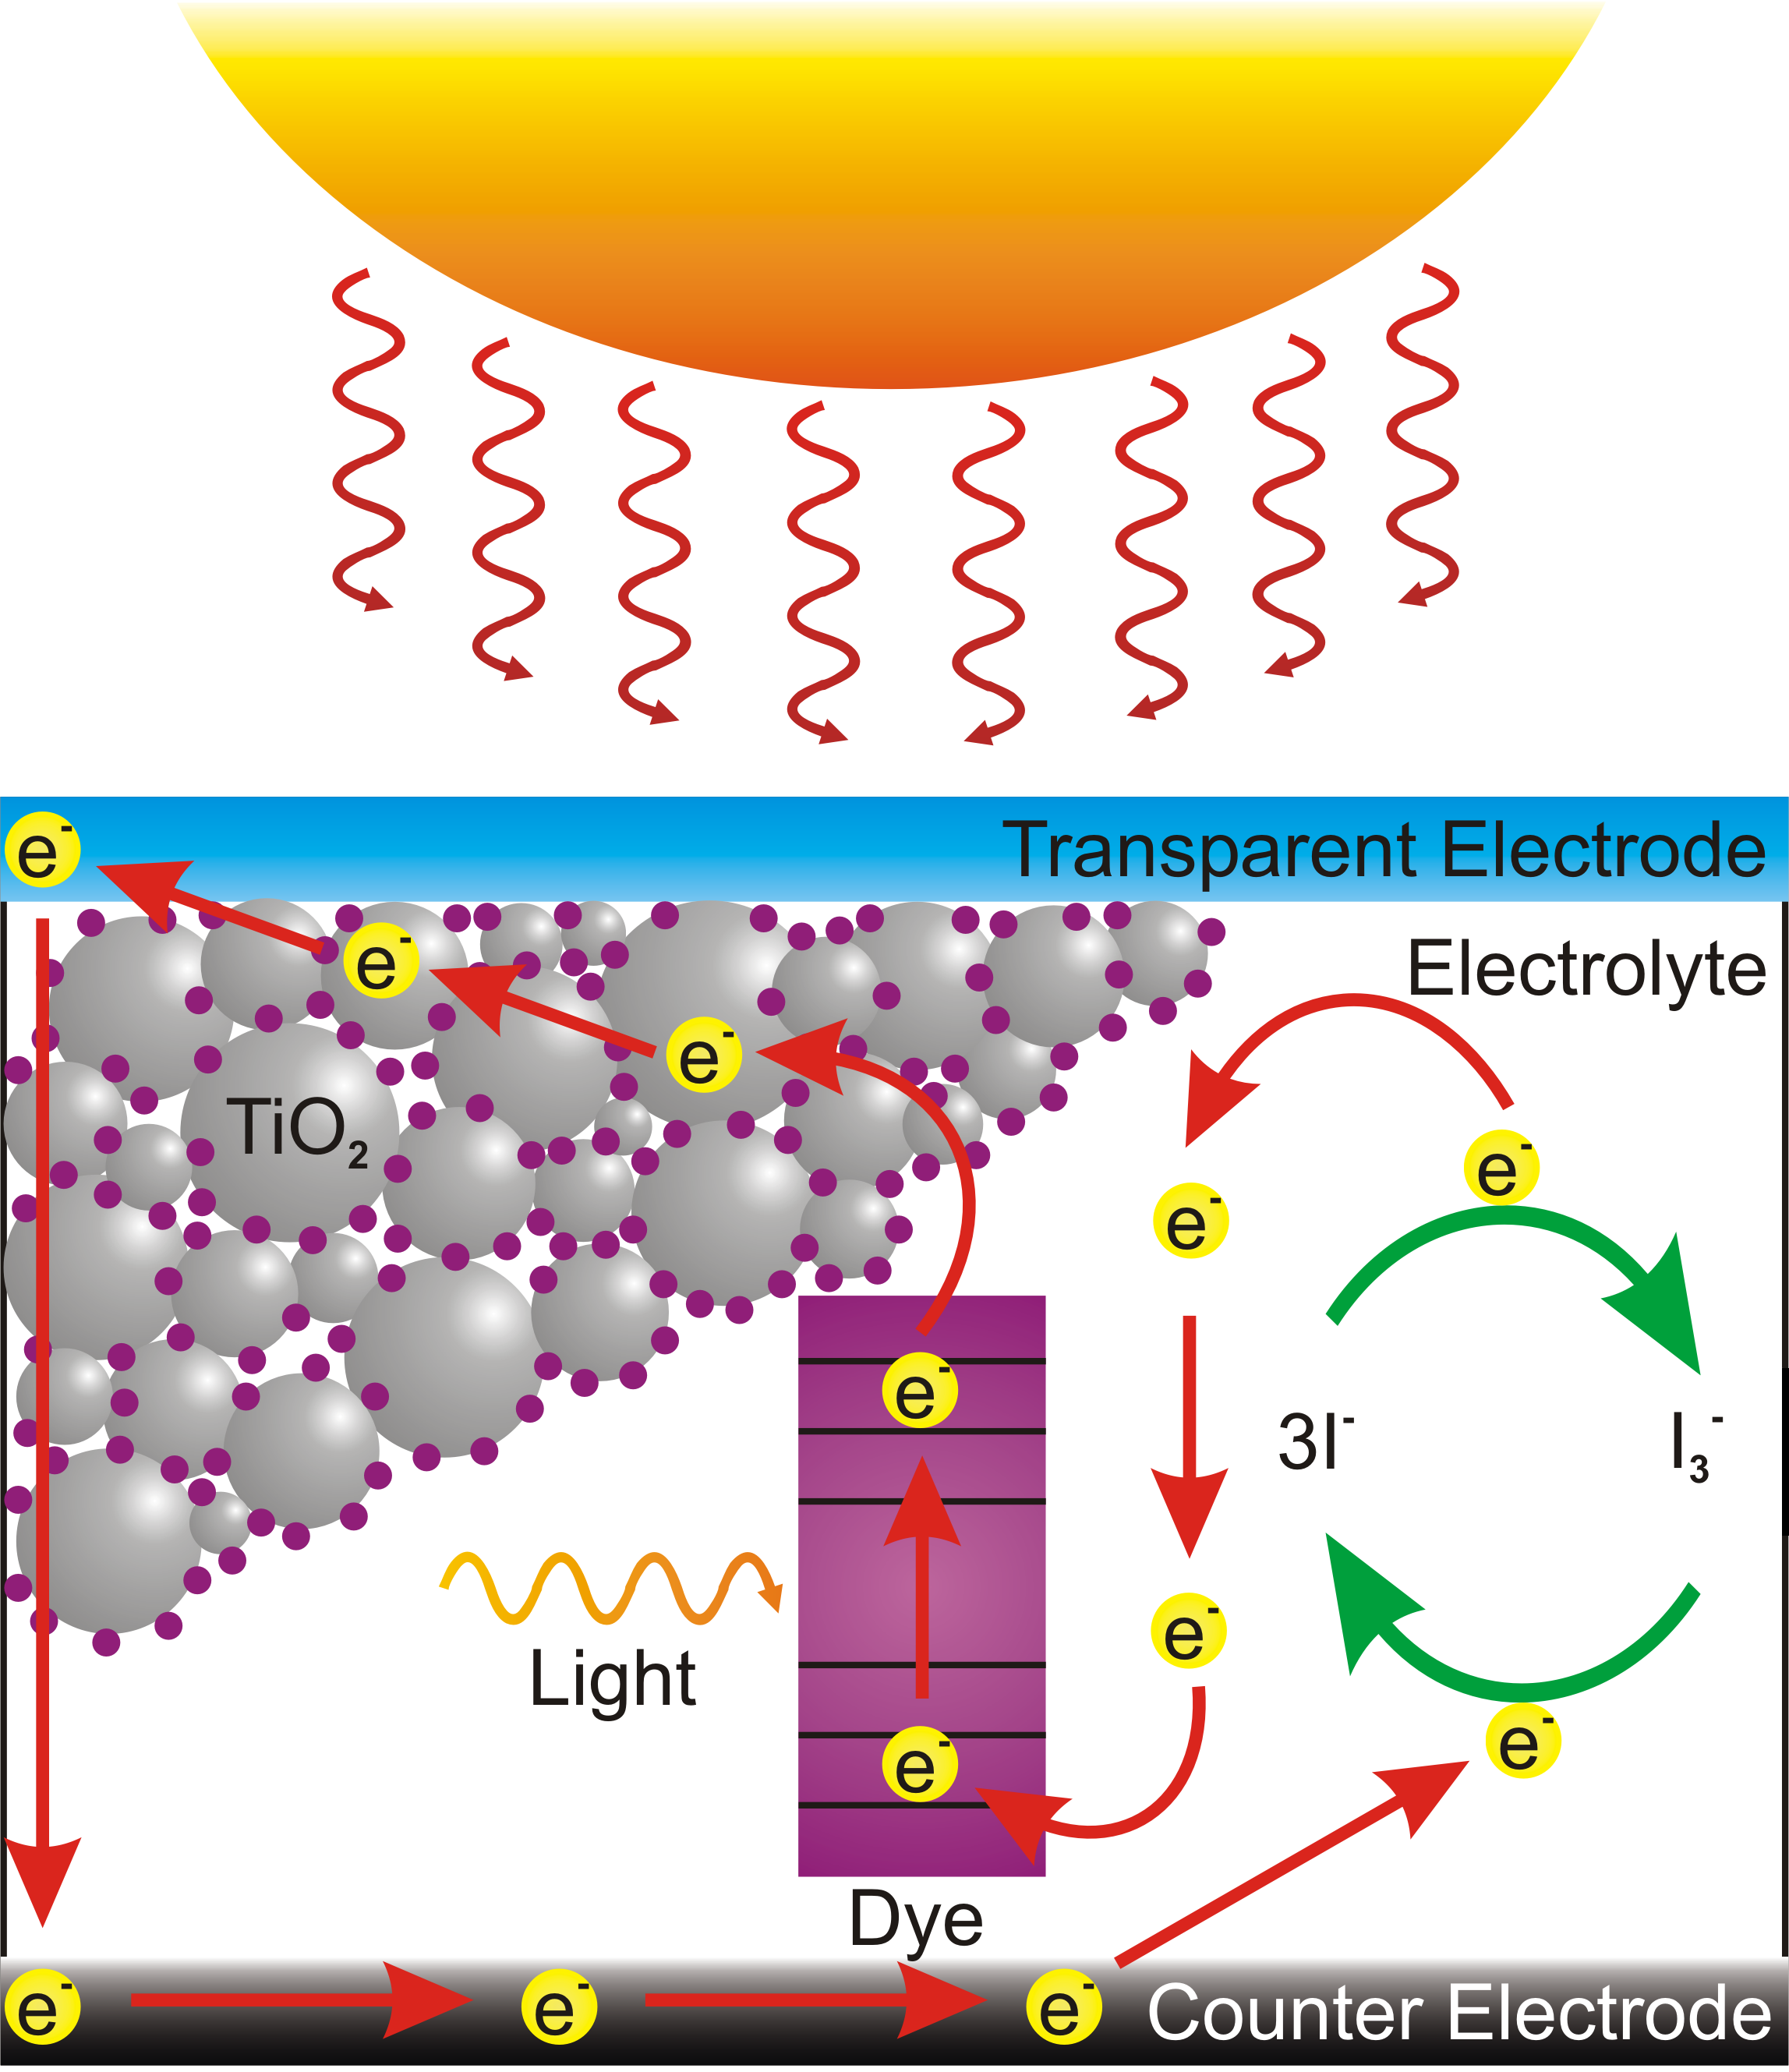 e-
Transparent Electrode
e-
Electrolyte
e-
TiO₂
e-
e-
e-
3I-
I₃-
e-
Light
e-
e-
Dye
e-
e-
e-
Counter Electrode